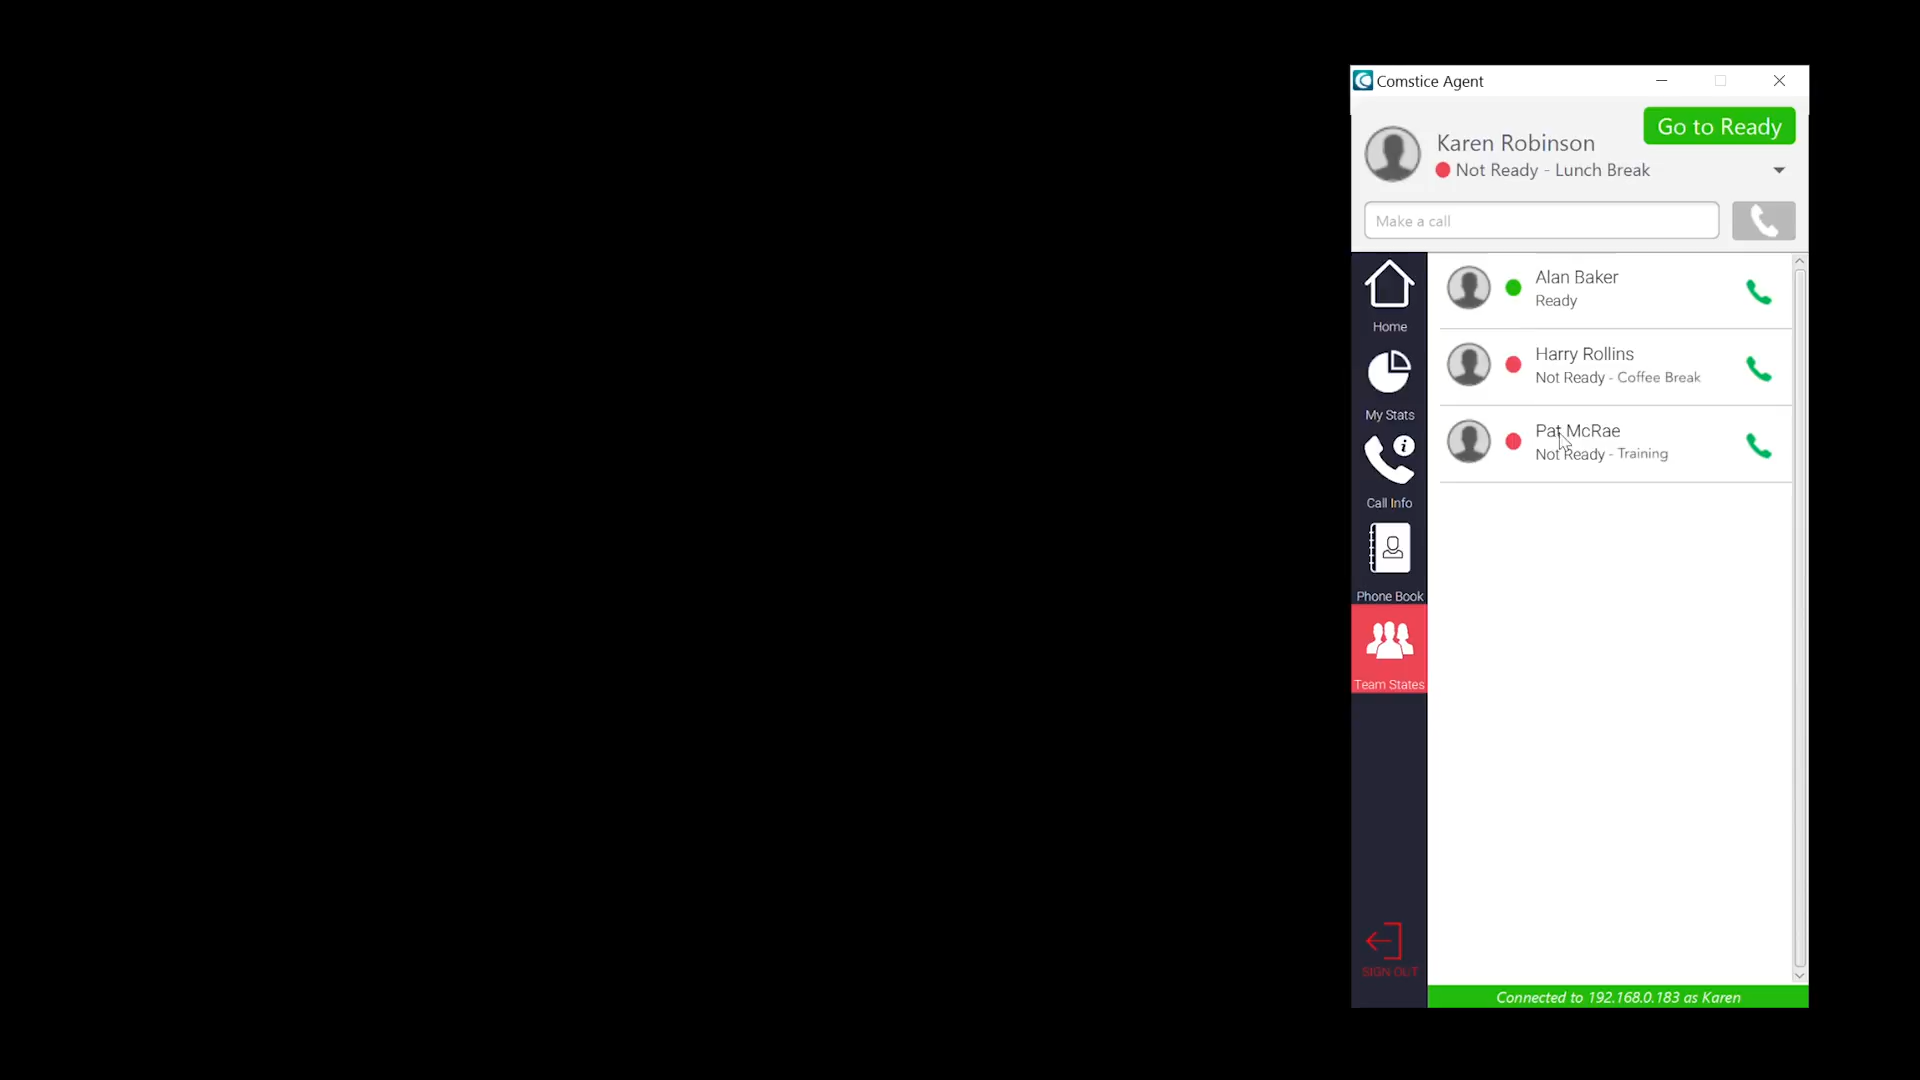 Comstice Agent
Go to Ready
Karen Robinson
Not Ready - Lunch Break
Make a call
Home
My Stats
Call Info
Phone Book
Team States
SIGN OUT
Alan Baker
Ready
Harry Rollins
Not Ready - Coffee Break
Pat McRae
Not Ready - Training
Connected to 192.168.0.183 as Karen